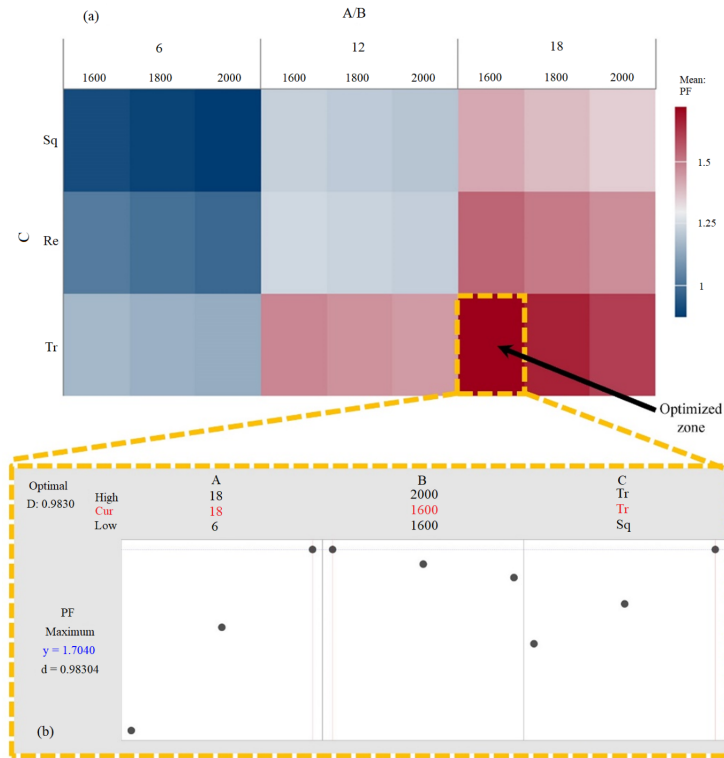 (a)
A/B
6 12 18
1600 1800 2000 1600 1800 2000 1600 1800 2000
Mean:
PF
1.5
1.25
1
C
Sq
Re
Tr
Optimized
zone
Optimal
D: 0.9830
A B C
High 18 2000 Tr
Cur 18 1600 Tr
Low 6 1600 Sq
PF
Maximum
y = 1.7040
d = 0.98304
(b)